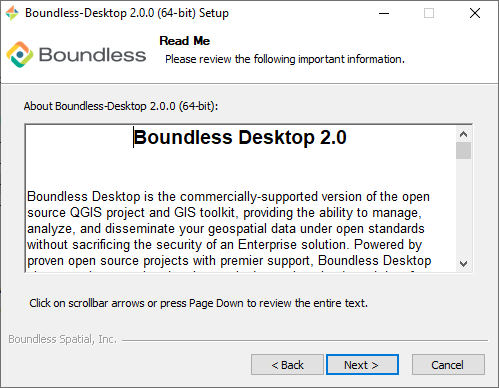 Boundless-Desktop 2.0.0 (64-bit) Setup
Boundless
Read Me
Please review the following important information.
About Boundless-Desktop 2.0.0 (64-bit):
Boundless Desktop 2.0
Boundless Desktop is the commercially-supported version of the open
source QGIS project and GIS toolkit, providing the ability to manage,
analyze, and disseminate your geospatial data under open standards
without sacrificing the security of an Enterprise solution. Powered by
proven open source projects with premier support, Boundless Desktop
Click on scrollbar arrows or press Page Down to review the entire text.
Boundless Spatial, Inc.
< Back
Next >
Cancel